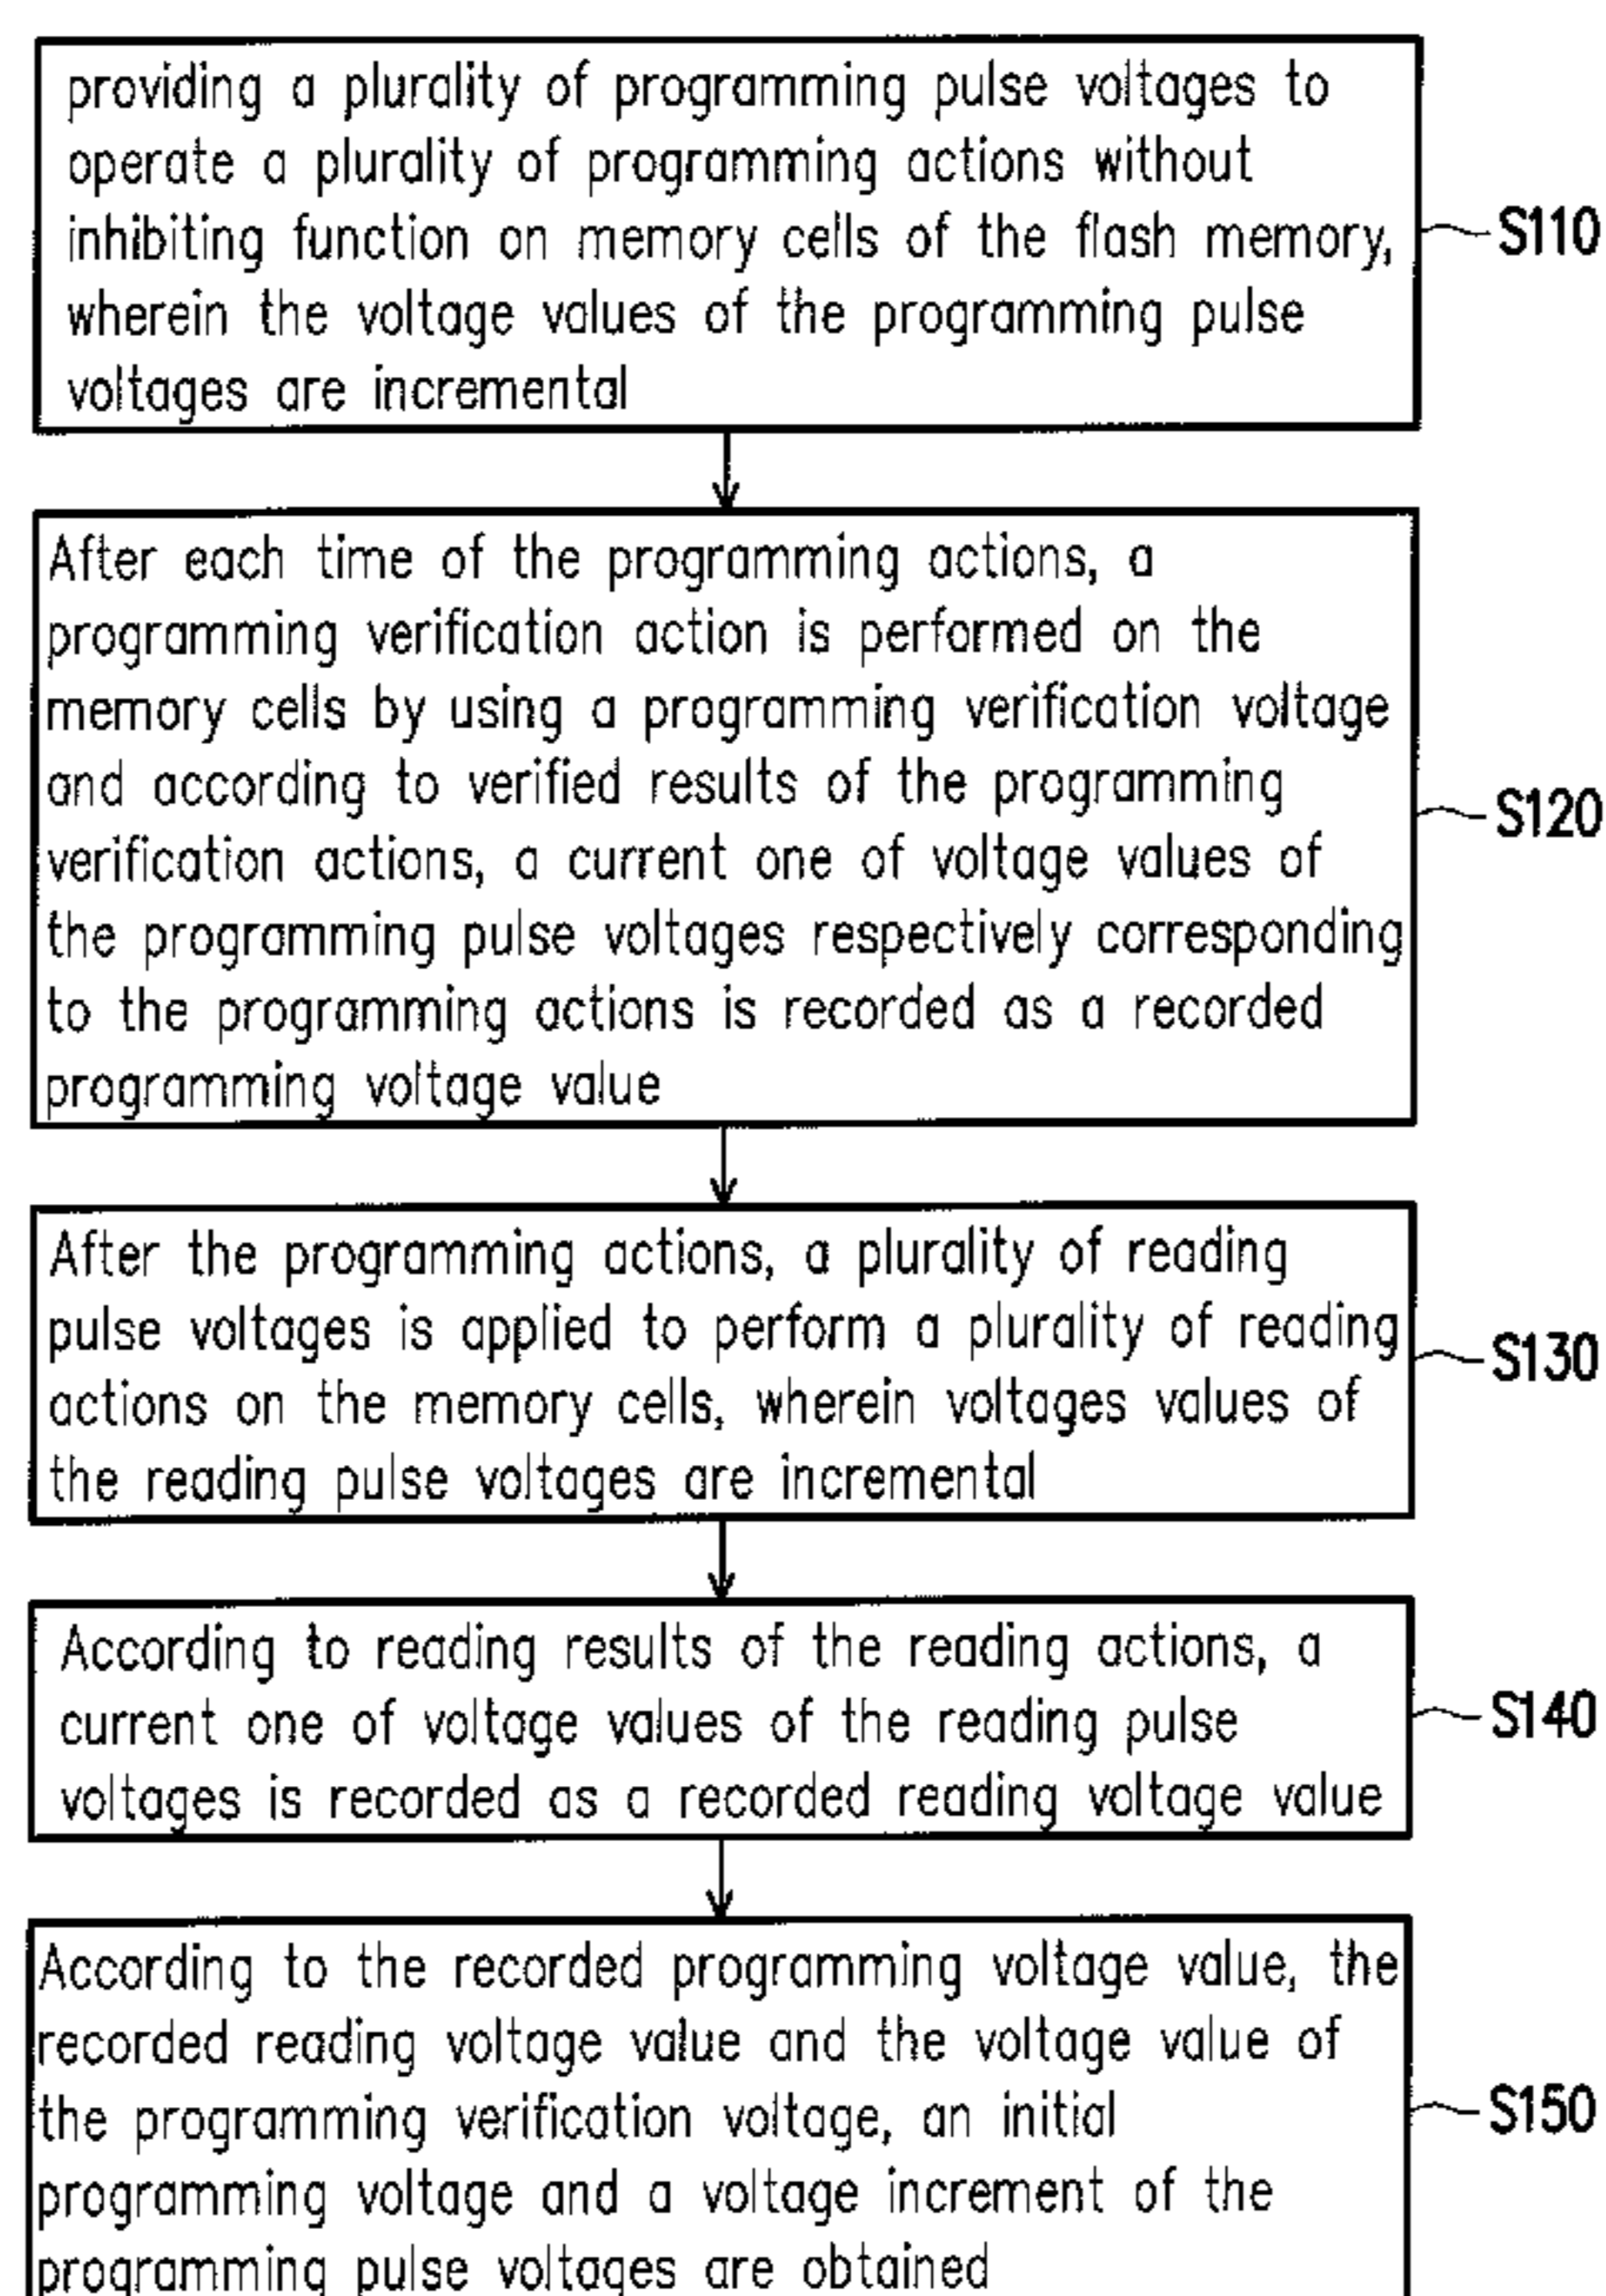 providing a plurality of programming pulse voltages to
operate a plurality of programming actions without
inhibiting function on memory cells of the flash memory,
wherein the voltage values of the programming pulse
voltages are incremental
S110
After each time of the programming actions, a
programming verification action is performed on the
memory cells by using a programming verification voltage
and according to verified results of the programming
verification actions, a current one of voltage values of
the programming pulse voltages respectively corresponding
to the programming actions is recorded as a recorded
programming voltage value
S120
After the programming actions, a plurality of reading
pulse voltages is applied to perform a plurality of reading
actions on the memory cells, wherein voltages values of
the reading pulse voltages are incremental
S130
According to reading results of the reading actions, a
current one of voltage values of the reading pulse
voltages is recorded as a recorded reading voltage value
S140
According to the recorded programming voltage value, the
recorded reading voltage value and the voltage value of
the programming verification voltage, an initial
programming voltage and a voltage increment of the
programming pulse voltages are obtained
S150